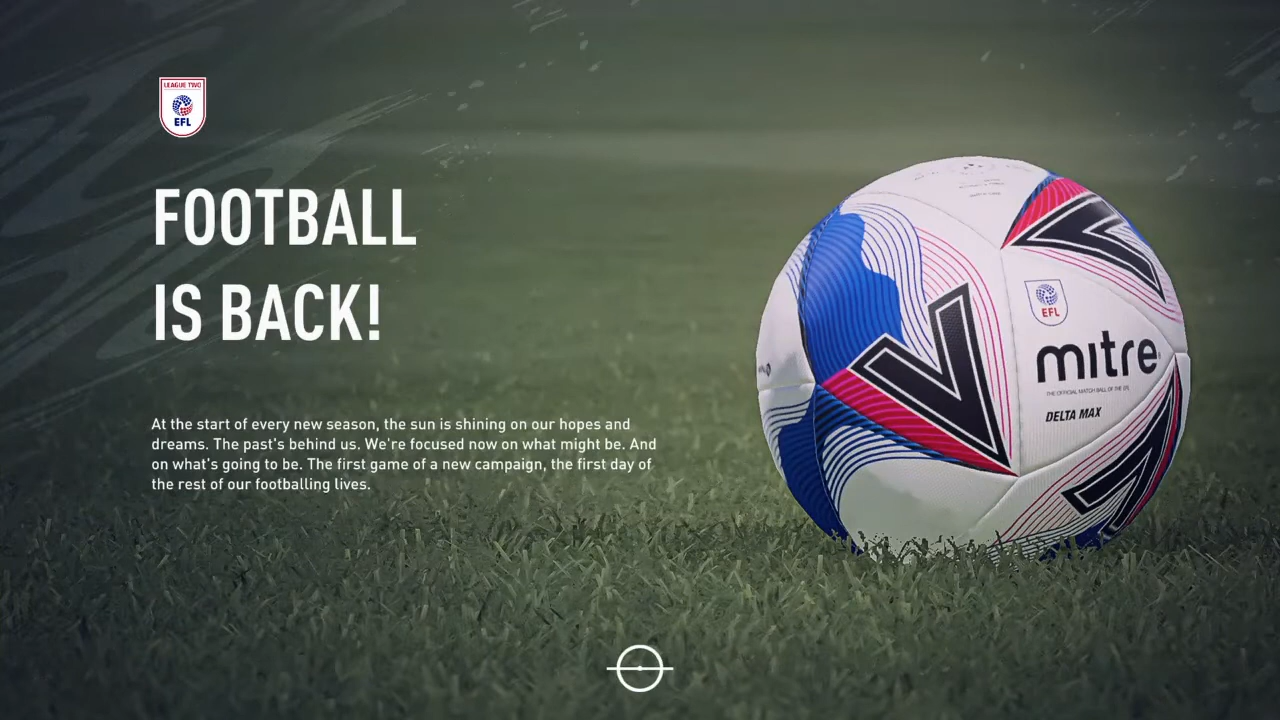 LEAGUE TWO
EFL
FOOTBALL
IS BACK!
At the start of every new season, the sun is shining on our hopes and
dreams. The past's behind us. We're focused now on what might be. And
on what's going to be. The first game of a new campaign, the first day of
the rest of our footballing lives.
EFL
mitre
THE OFFICIAL MATCH BALL OF THE EFL
DELTA MAX